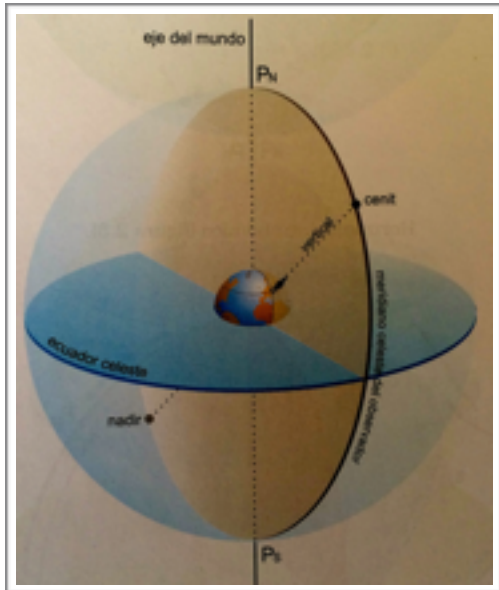 eje del mundo
PN
cenit
vertical
meridiano celeste del observador
ecuador celeste
nadir
PS